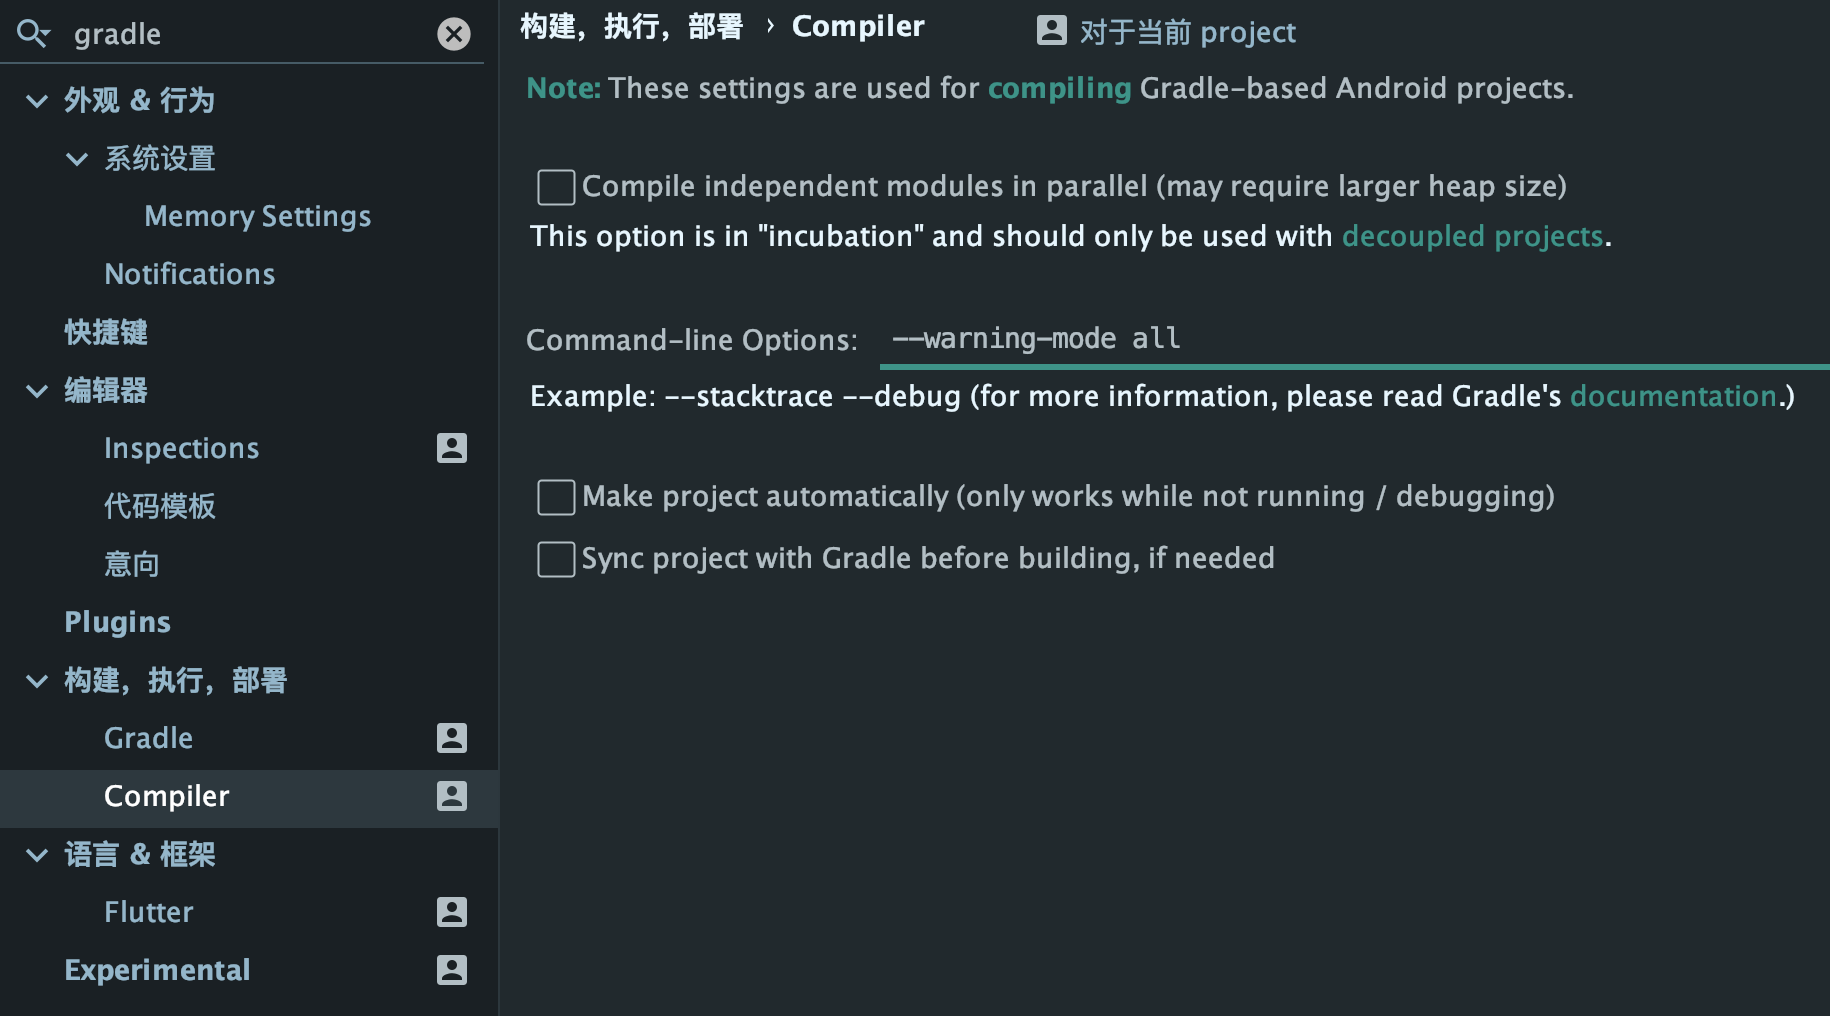 gradle
外观 & 行为
系统设置
Memory Settings
Notifications
快捷键
编辑器
Inspections
代码模板
意向
Plugins
构建，执行，部署
Gradle
Compiler
语言 & 框架
Flutter
Experimental
构建，执行，部署 › Compiler 对于当前 project
Note: These settings are used for compiling Gradle-based Android projects.
Compile independent modules in parallel (may require larger heap size)
This option is in "incubation" and should only be used with decoupled projects.
Command-line Options: --warning-mode all
Example: --stacktrace --debug (for more information, please read Gradle's documentation.)
Make project automatically (only works while not running / debugging)
Sync project with Gradle before building, if needed